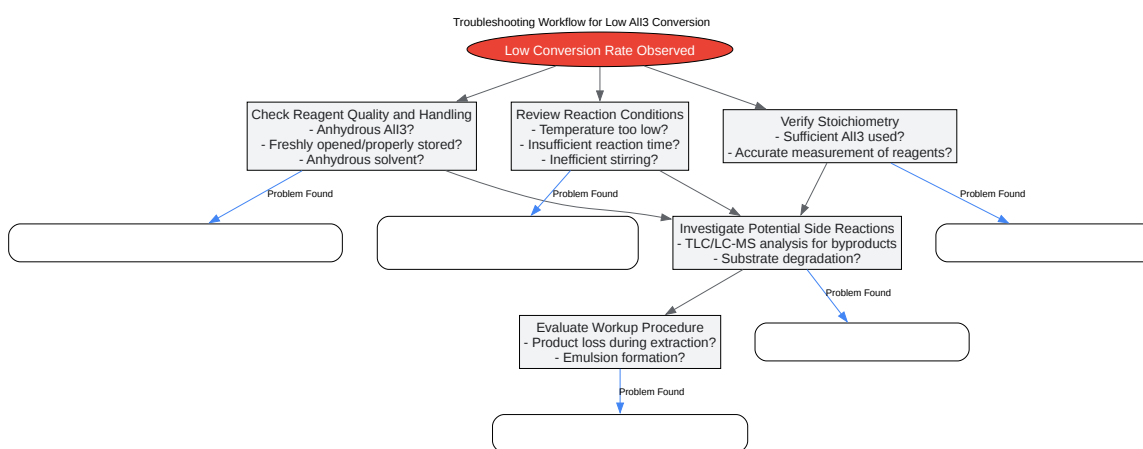 Troubleshooting Workflow for Low AlI3 Conversion
Low Conversion Rate Observed
Check Reagent Quality and Handling
- Anhydrous AlI3?
- Freshly opened/properly stored?
- Anhydrous solvent?
Review Reaction Conditions
- Temperature too low?
- Insufficient reaction time?
- Inefficient stirring?
Verify Stoichiometry
- Sufficient AlI3 used?
- Accurate measurement of reagents?
Problem Found
Problem Found
Problem Found
Investigate Potential Side Reactions
- TLC/LC-MS analysis for byproducts
- Substrate degradation?
Problem Found
Evaluate Workup Procedure
- Product loss during extraction?
- Emulsion formation?
Problem Found